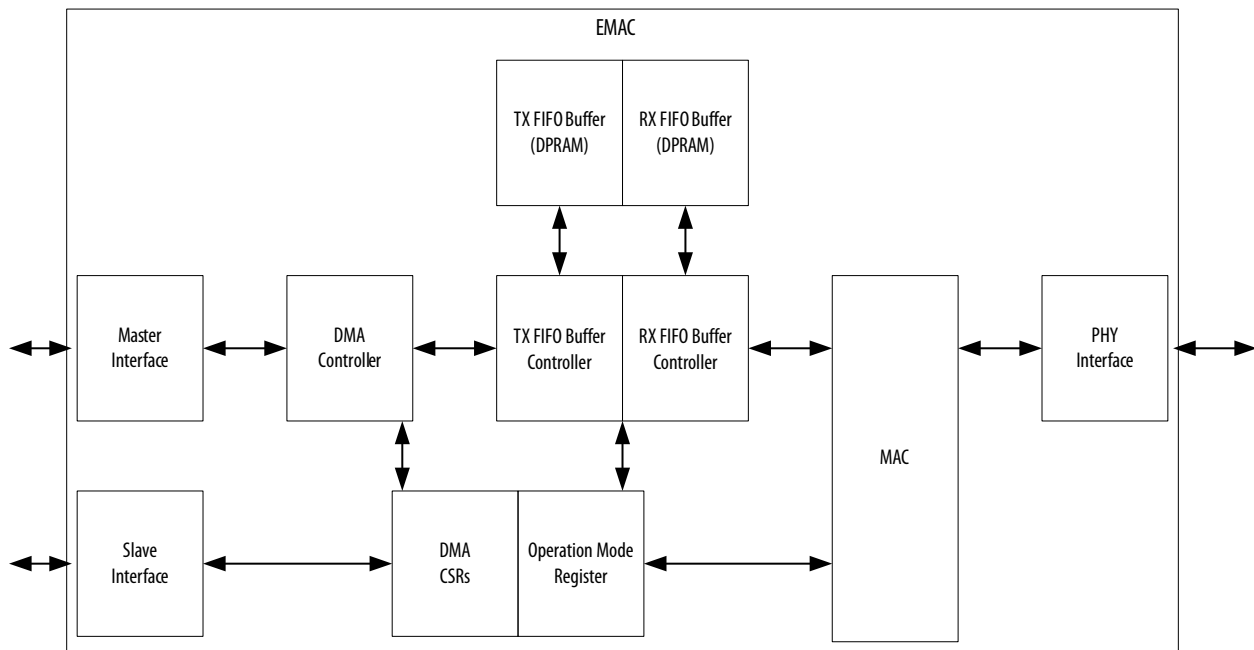 EMAC
TX FIFO Buffer
(DPRAM)
RX FIFO Buffer
(DPRAM)
Master
Interface
DMA
Controller
TX FIFO Buffer
Controller
RX FIFO Buffer
Controller
PHY
Interface
MAC
Slave
Interface
DMA
CSRs
Operation Mode
Register